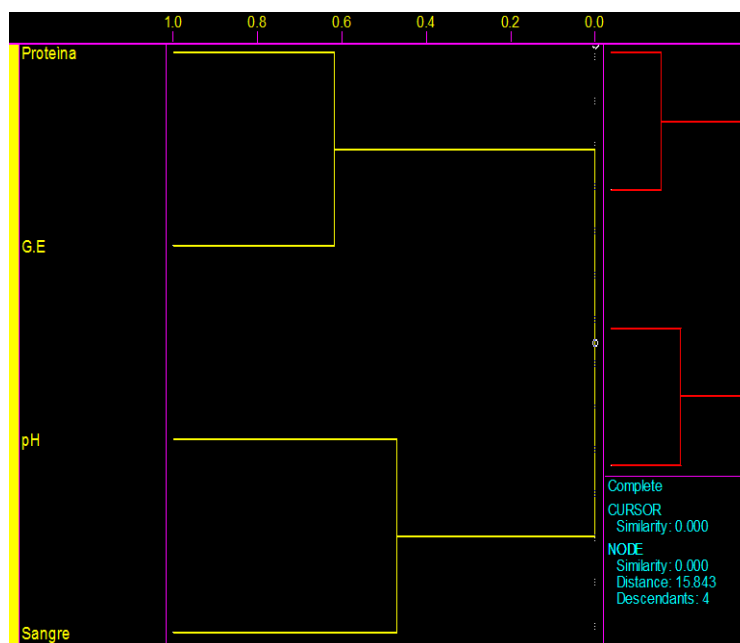 1.0 0.8 0.6 0.4 0.2 0.0
Proteina
G.E
pH
Sangre
Complete
CURSOR
Similarity: 0.000
NODE
Similarity: 0.000
Distance: 15.843
Descendants: 4